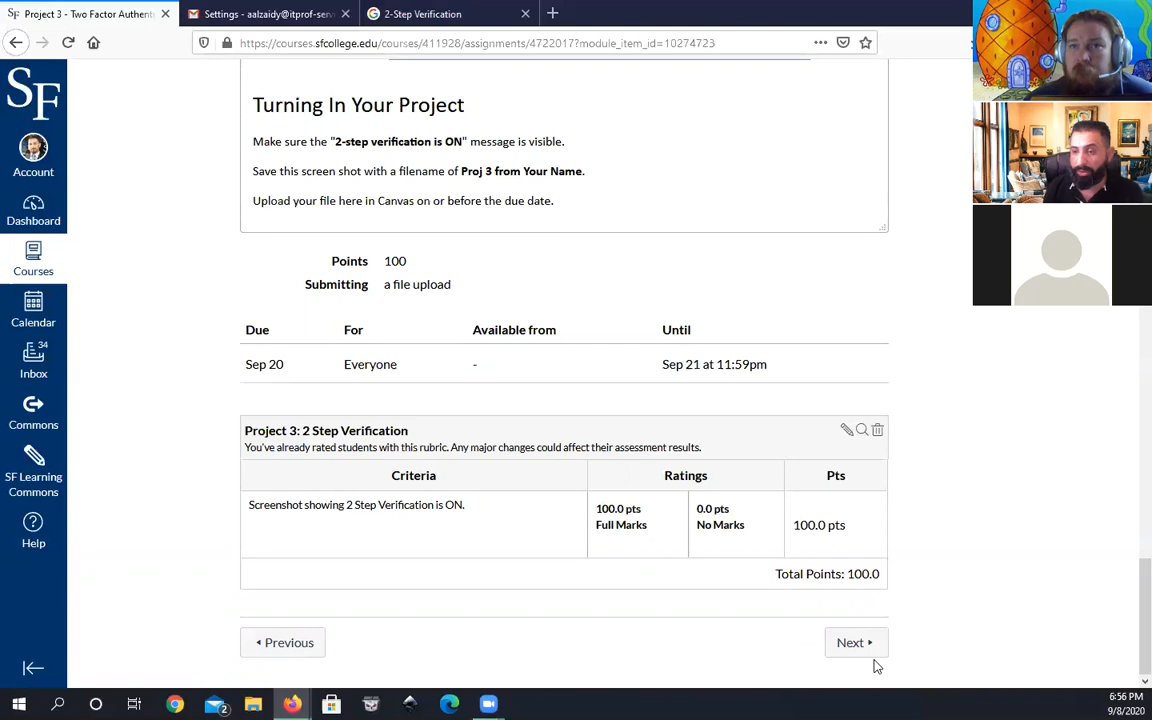 Project 3 - Two Factor Authent
Settings - aalzaidy@itprof-serv
2-Step Verification
https://courses.sfcollege.edu/courses/411928/assignments/4722017?module_item_id=10274723
SF
Account
Dashboard
Courses
Calendar
34
Inbox
Commons
SF Learning
Commons
Help
Turning In Your Project
Make sure the "2-step verification is ON" message is visible.
Save this screen shot with a filename of Proj 3 from Your Name.
Upload your file here in Canvas on or before the due date.
Points 100
Submitting a file upload
Due For Available from Until
Sep 20 Everyone - Sep 21 at 11:59pm
Project 3: 2 Step Verification
You've already rated students with this rubric. Any major changes could affect their assessment results.
Criteria Ratings Pts
Screenshot showing 2 Step Verification is ON.
100.0 pts
Full Marks
0.0 pts
No Marks
100.0 pts
Total Points: 100.0
Previous
Next
2
6:56 PM
9/8/2020